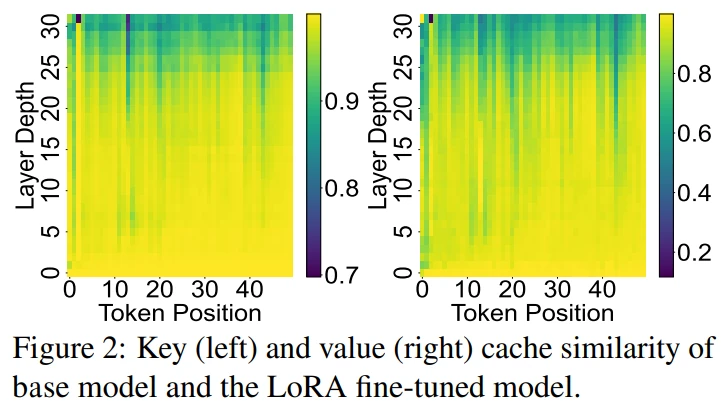 30
25
20
15
10
5
0
Layer Depth
0 10 20 30 40
Token Position
0.9
0.8
0.7
30
25
20
15
10
5
0
Layer Depth
0 10 20 30 40
Token Position
0.8
0.6
0.4
0.2
Figure 2: Key (left) and value (right) cache similarity of
base model and the LoRA fine-tuned model.